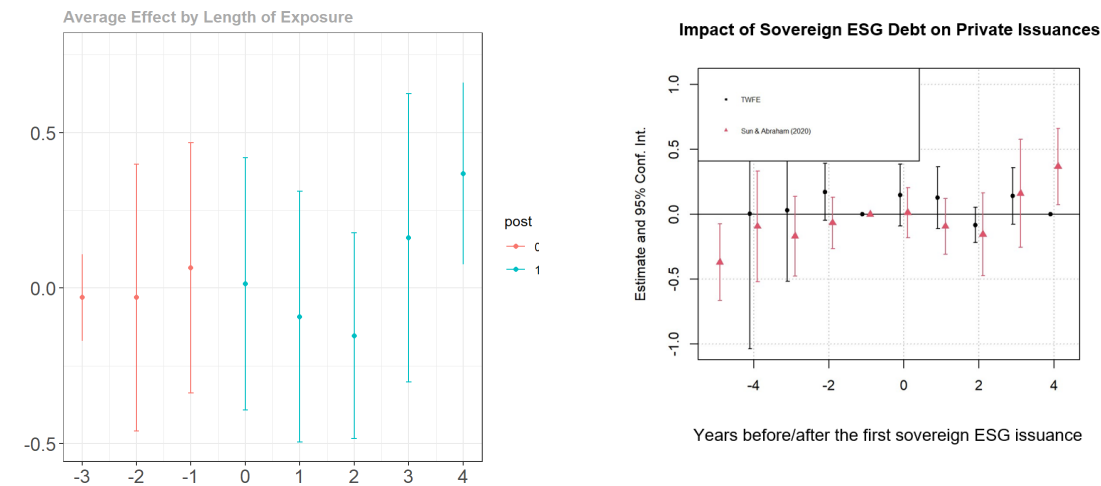 Average Effect by Length of Exposure
0.5
0.0
-0.5
-3 -2 -1 0 1 2 3 4
post
0
1
Impact of Sovereign ESG Debt on Private Issuances
TWFE
Sun & Abraham (2020)
Estimate and 95% Conf. Int.
1.0
0.5
0.0
-0.5
-1.0
-4 -2 0 2 4
Years before/after the first sovereign ESG issuance